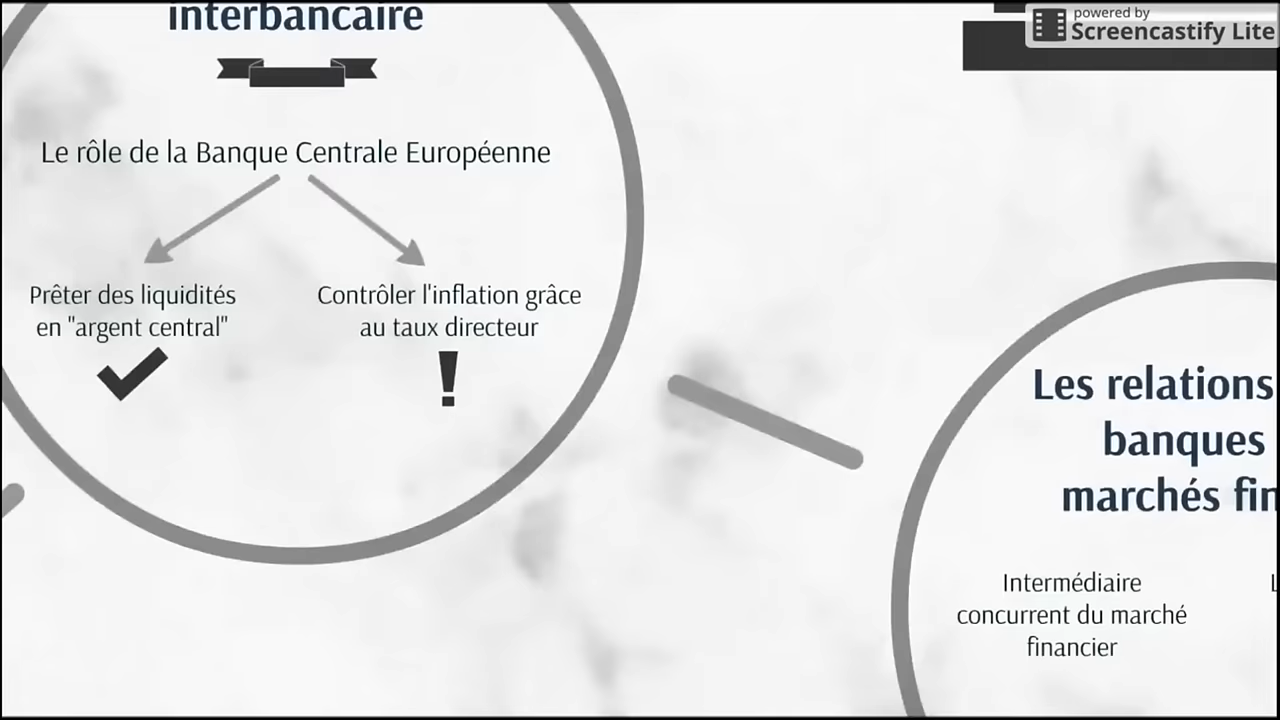 interbancaire
powered by
Screencastify Lite
Le rôle de la Banque Centrale Européenne
Prêter des liquidités
en "argent central"
Contrôler l'inflation grâce
au taux directeur
!
Les relations
banques
marchés fin
Intermédiaire
concurrent du marché
financier